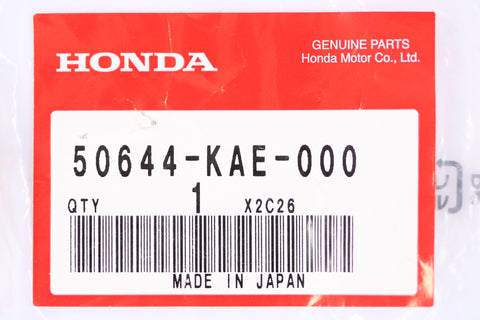 HONDA
GENUINE PARTS
Honda Motor Co., Ltd.
50644-KAE-000
QTY 1 X2C26
MADE IN JAPAN